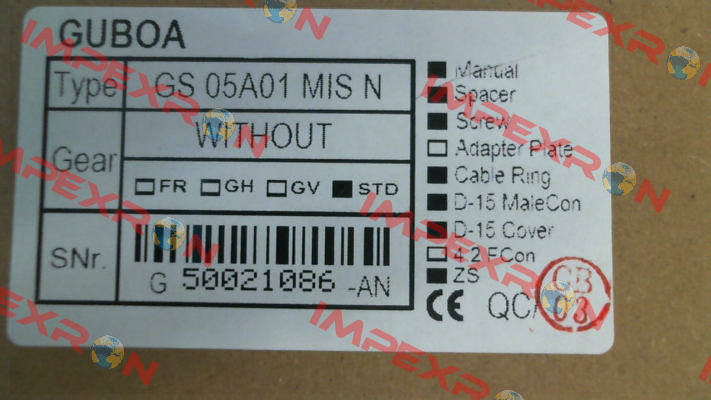 GUBOA
Type GS 05A01 MIS N
Gear WITHOUT
FR GH GV STD
SNr. G 50021086 -AN
Manual
Spacer
Screw
Adapter Plate
Cable Ring
D-15 MaleCon
D-15 Cover
4.2 FCon
ZS
CE QC/
CB
03
IMPEXRON